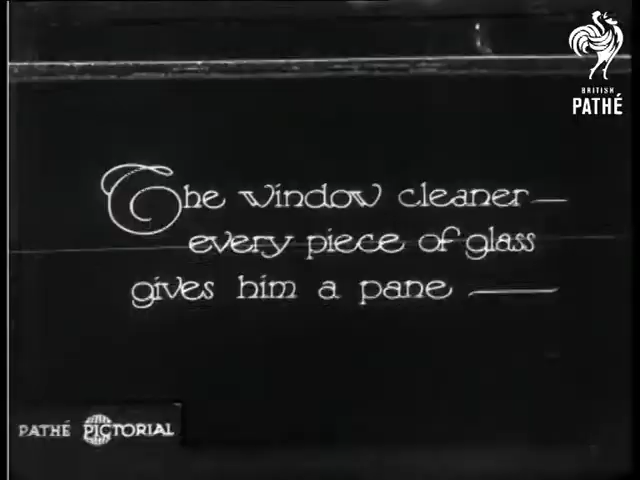 BRITISH
PATHÉ
The window cleaner —
every piece of glass
gives him a pane —
PATHÉ PICTORIAL